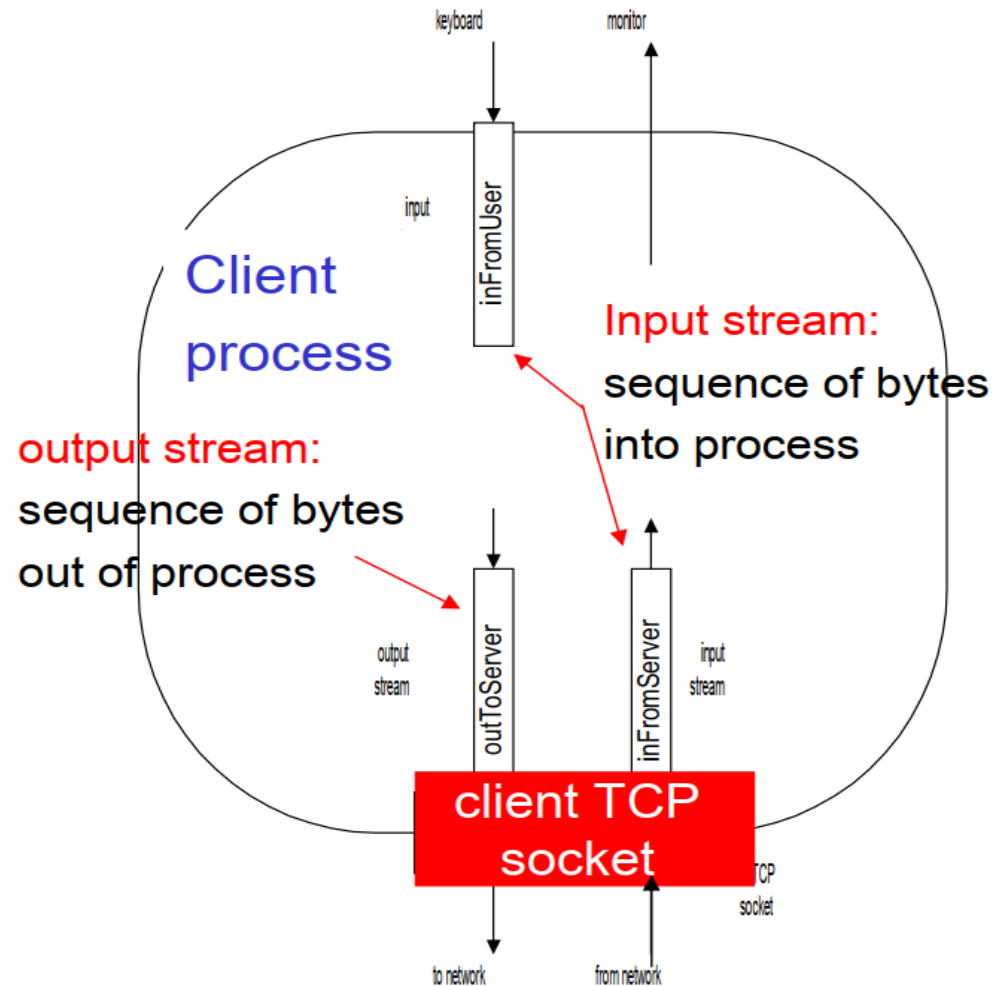 keyboard
monitor
input
inFromUser
Client
process
Input stream:
sequence of bytes
into process
output stream:
sequence of bytes
out of process
output
stream
outToServer
inFromServer
input
stream
client TCP
socket
TCP
socket
to network
from network